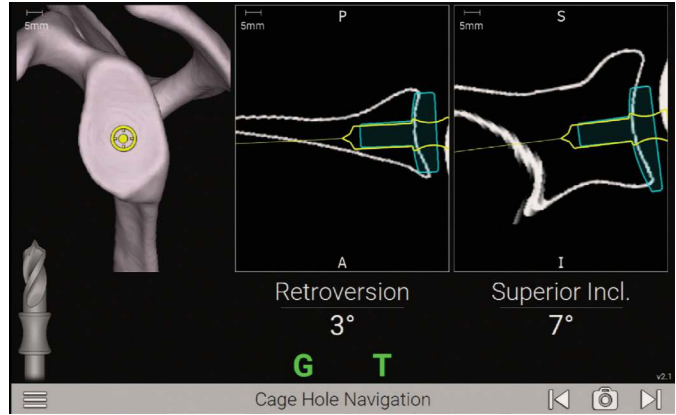 5mm
P
5mm
S
5mm
A
I
Retroversion
Superior Incl.
3°
7°
G T
v2.1
Cage Hole Navigation